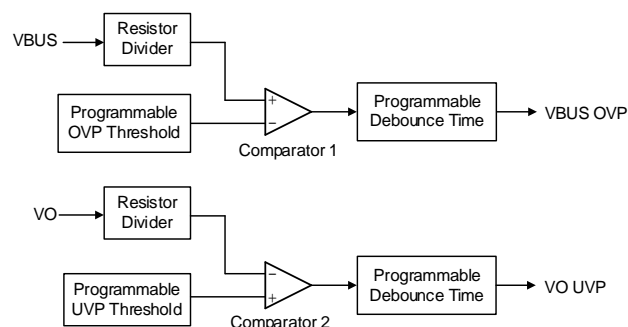 VBUS
Resistor
Divider
Programmable
OVP Threshold
+
−
Comparator 1
Programmable
Debounce Time
VBUS OVP
VO
Resistor
Divider
Programmable
UVP Threshold
−
+
Comparator 2
Programmable
Debounce Time
VO UVP